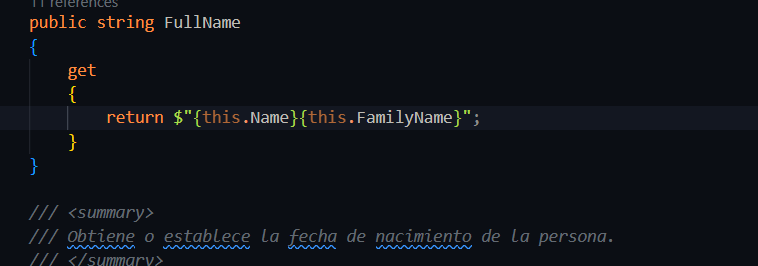 11 references
public string FullName
{
get
{
return $"{this.Name}{this.FamilyName}";
}
}
/// <summary>
/// Obtiene o establece la fecha de nacimiento de la persona.
/// </summary>